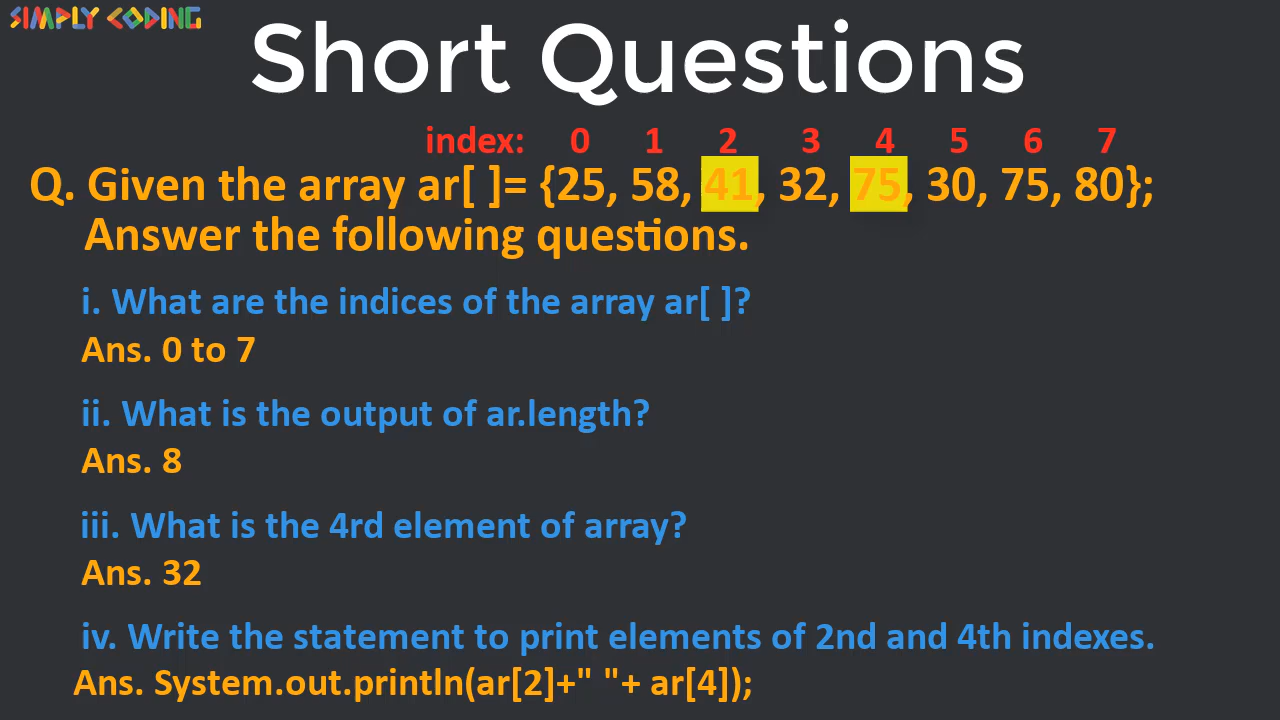 SIMPLY CODING
Short Questions
index: 0 1 2 3 4 5 6 7
Q. Given the array ar[ ]= {25, 58, 41, 32, 75, 30, 75, 80};
Answer the following questions.
i. What are the indices of the array ar[ ]?
Ans. 0 to 7
ii. What is the output of ar.length?
Ans. 8
iii. What is the 4rd element of array?
Ans. 32
iv. Write the statement to print elements of 2nd and 4th indexes.
Ans. System.out.println(ar[2]+" "+ ar[4]);